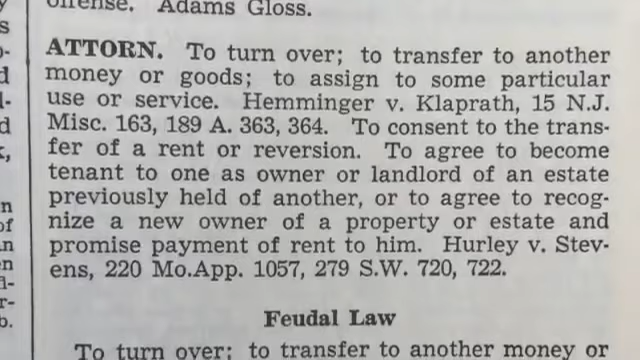 offense. Adams Gloss.
ATTORN. To turn over; to transfer to another
money or goods; to assign to some particular
use or service. Hemminger v. Klaprath, 15 N.J.
Misc. 163, 189 A. 363, 364. To consent to the trans-
fer of a rent or reversion. To agree to become
tenant to one as owner or landlord of an estate
previously held of another, or to agree to recog-
nize a new owner of a property or estate and
promise payment of rent to him. Hurley v. Stev-
ens, 220 Mo.App. 1057, 279 S.W. 720, 722.
Feudal Law
To turn over; to transfer to another money or